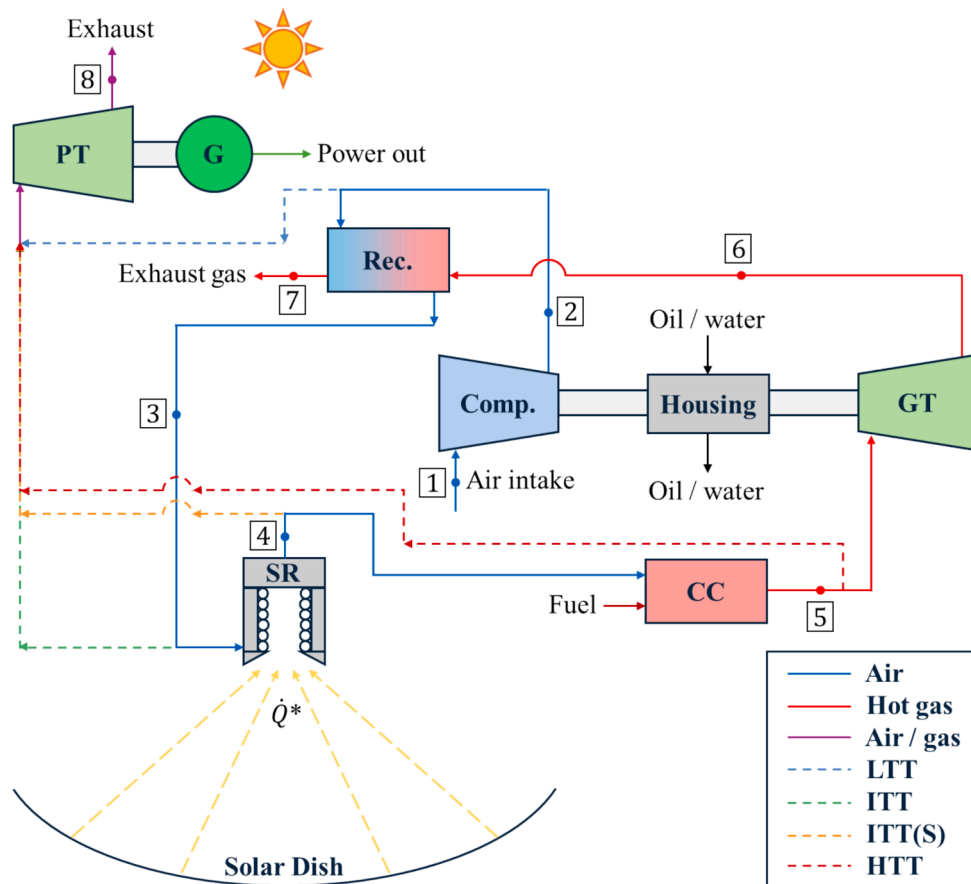 Exhaust
8
PT
G
Power out
Rec.
6
Exhaust gas
7
2
Oil / water
3
Comp.
Housing
GT
1
Air intake
Oil / water
4
SR
CC
Fuel
5
Q̇*
Solar Dish
Air
Hot gas
Air / gas
LTT
ITT
ITT(S)
HTT